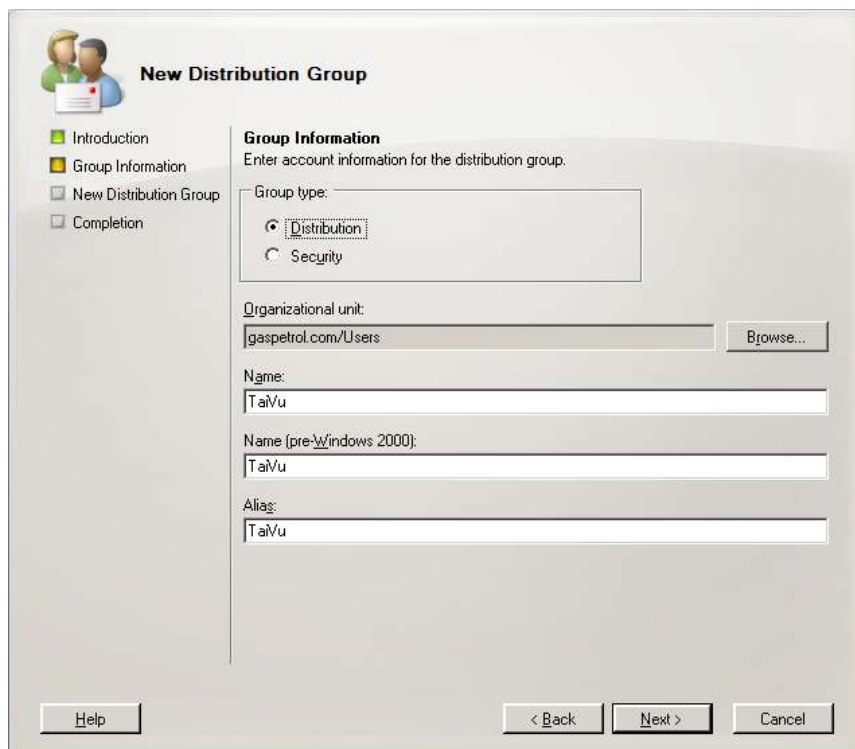 New Distribution Group
Introduction
Group Information
New Distribution Group
Completion
Group Information
Enter account information for the distribution group.
Group type:
Distribution
Security
Organizational unit:
gaspetrol.com/Users
Browse...
Name:
TaiVu
Name (pre-Windows 2000):
TaiVu
Alias:
TaiVu
Help
< Back
Next >
Cancel